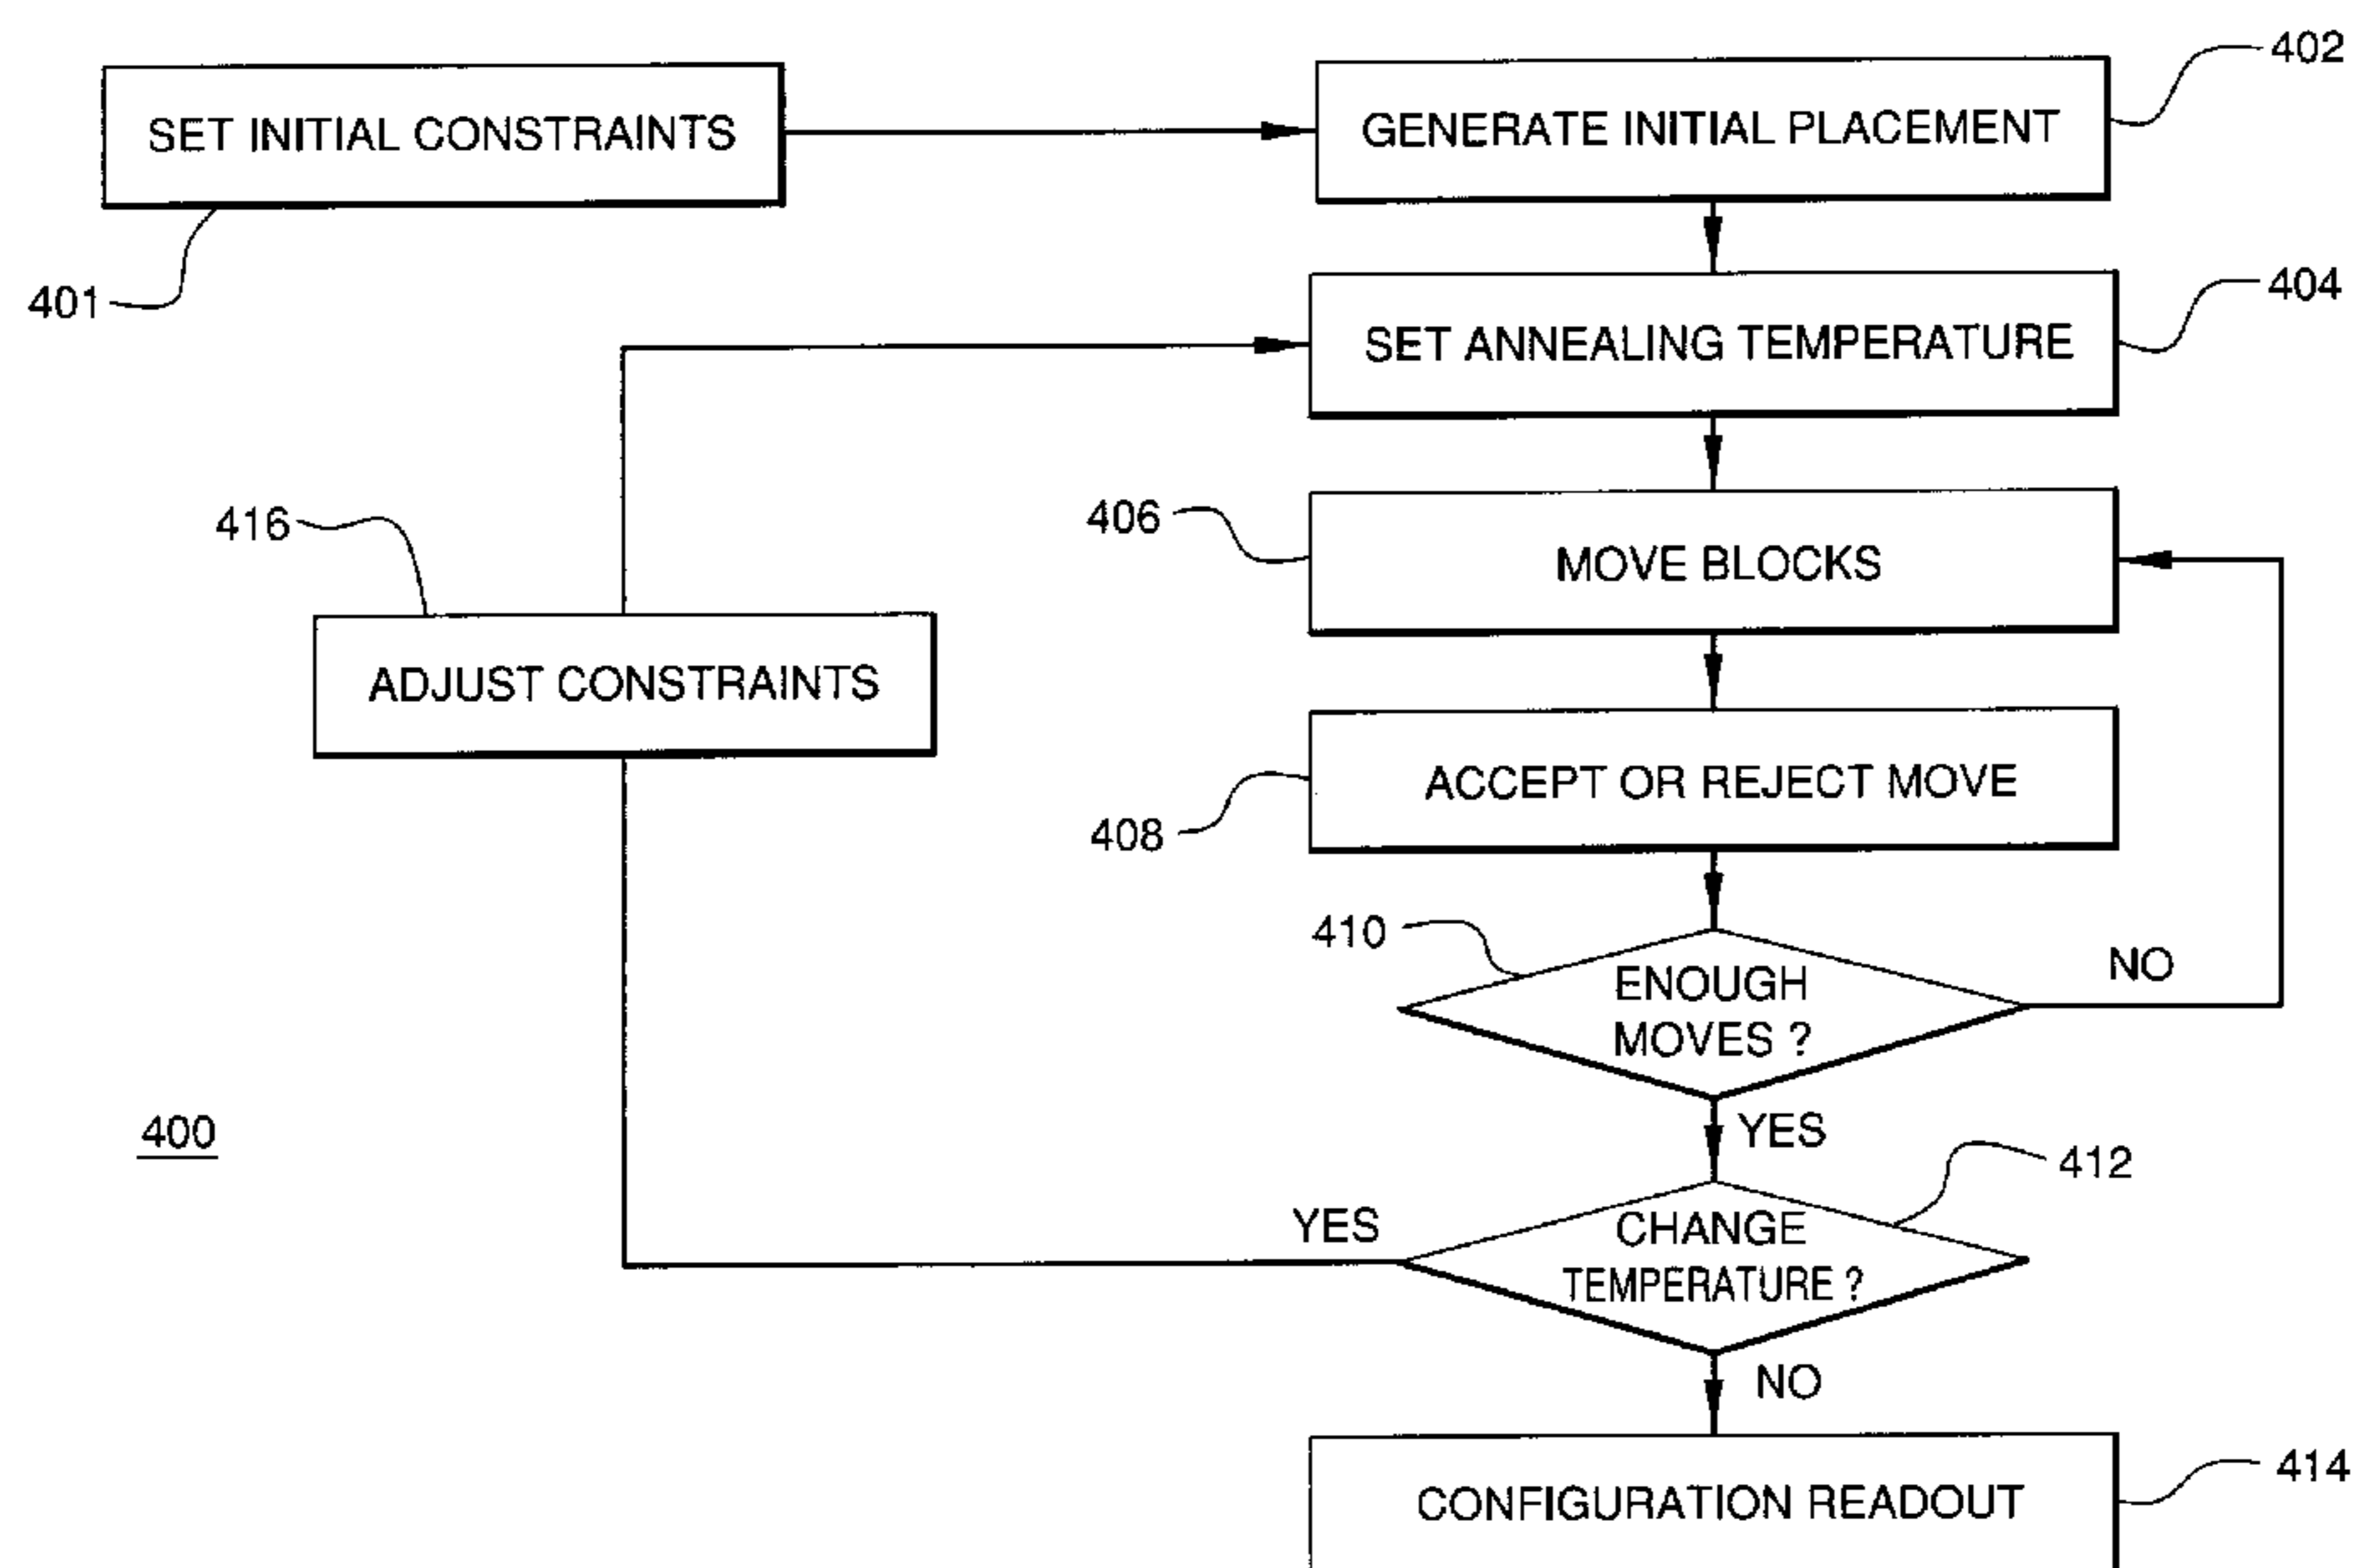 402
SET INITIAL CONSTRAINTS
GENERATE INITIAL PLACEMENT
401
404
SET ANNEALING TEMPERATURE
416
406
MOVE BLOCKS
ADJUST CONSTRAINTS
ACCEPT OR REJECT MOVE
408
410
ENOUGH
MOVES ?
NO
400
YES
412
YES
CHANGE
TEMPERATURE ?
NO
CONFIGURATION READOUT
414